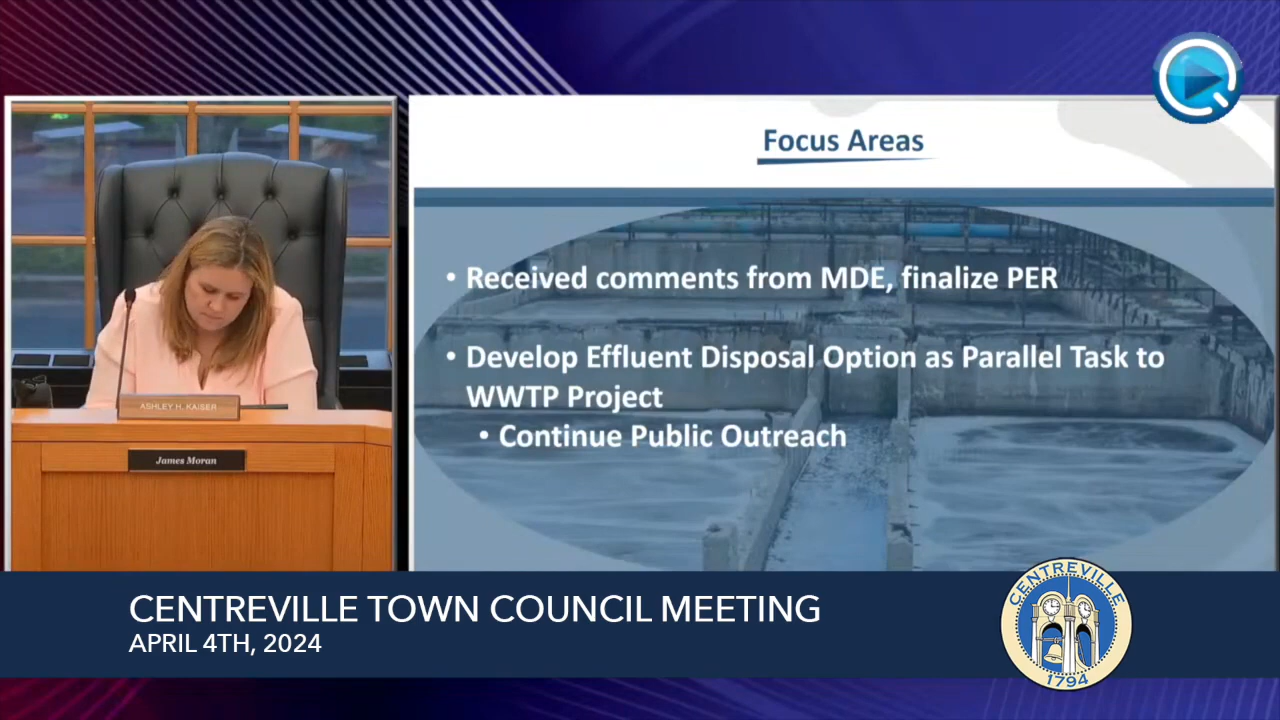 Focus Areas
• Received comments from MDE, finalize PER
• Develop Effluent Disposal Option as Parallel Task to
WWTP Project
• Continue Public Outreach
ASHLEY H. KAISER
James Moran
CENTREVILLE TOWN COUNCIL MEETING
APRIL 4TH, 2024
CENTREVILLE
1794